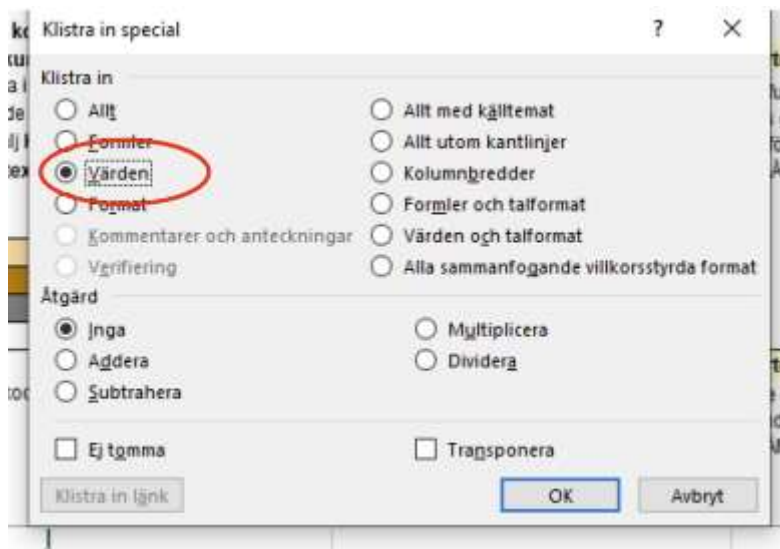 Klistra in special ? ×
Klistra in
Allt Allt med källtemat
Formler Allt utom kantlinjer
Värden Kolumnbredder
Format Formler och talformat
Kommentarer och anteckningar Värden och talformat
Verifiering Alla sammanfogande villkorsstyrda format
Åtgärd
Inga Multiplicera
Addera Dividera
Subtrahera
Ej tomma Transponera
Klistra in länk OK Avbryt